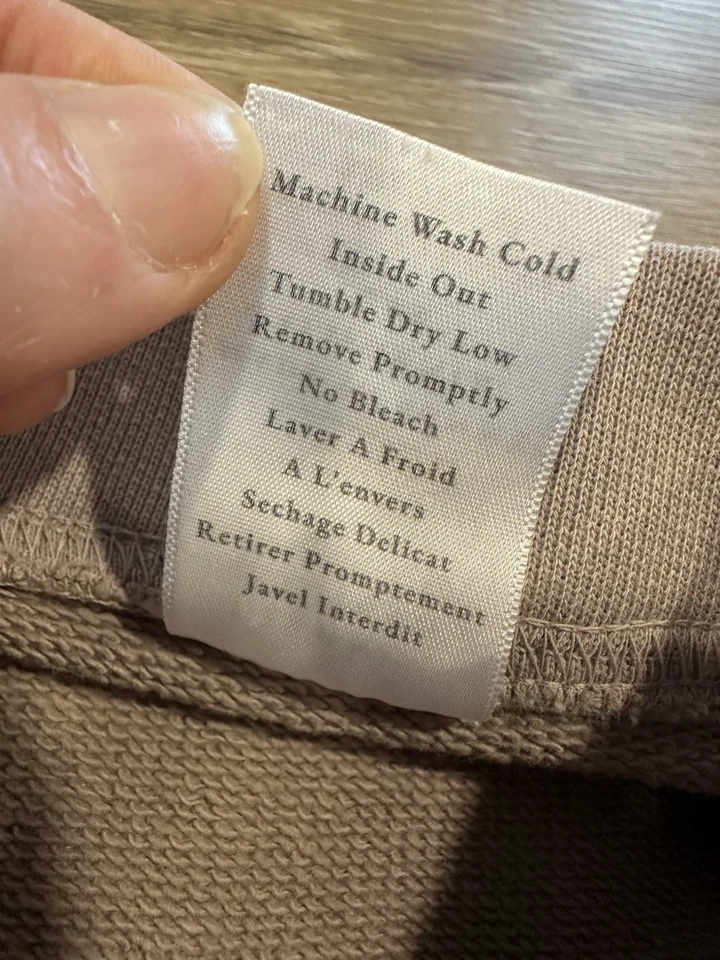 Machine Wash Cold
Inside Out
Tumble Dry Low
Remove Promptly
No Bleach
Laver A Froid
A L'envers
Sechage Delicat
Retirer Promptement
Javel Interdit